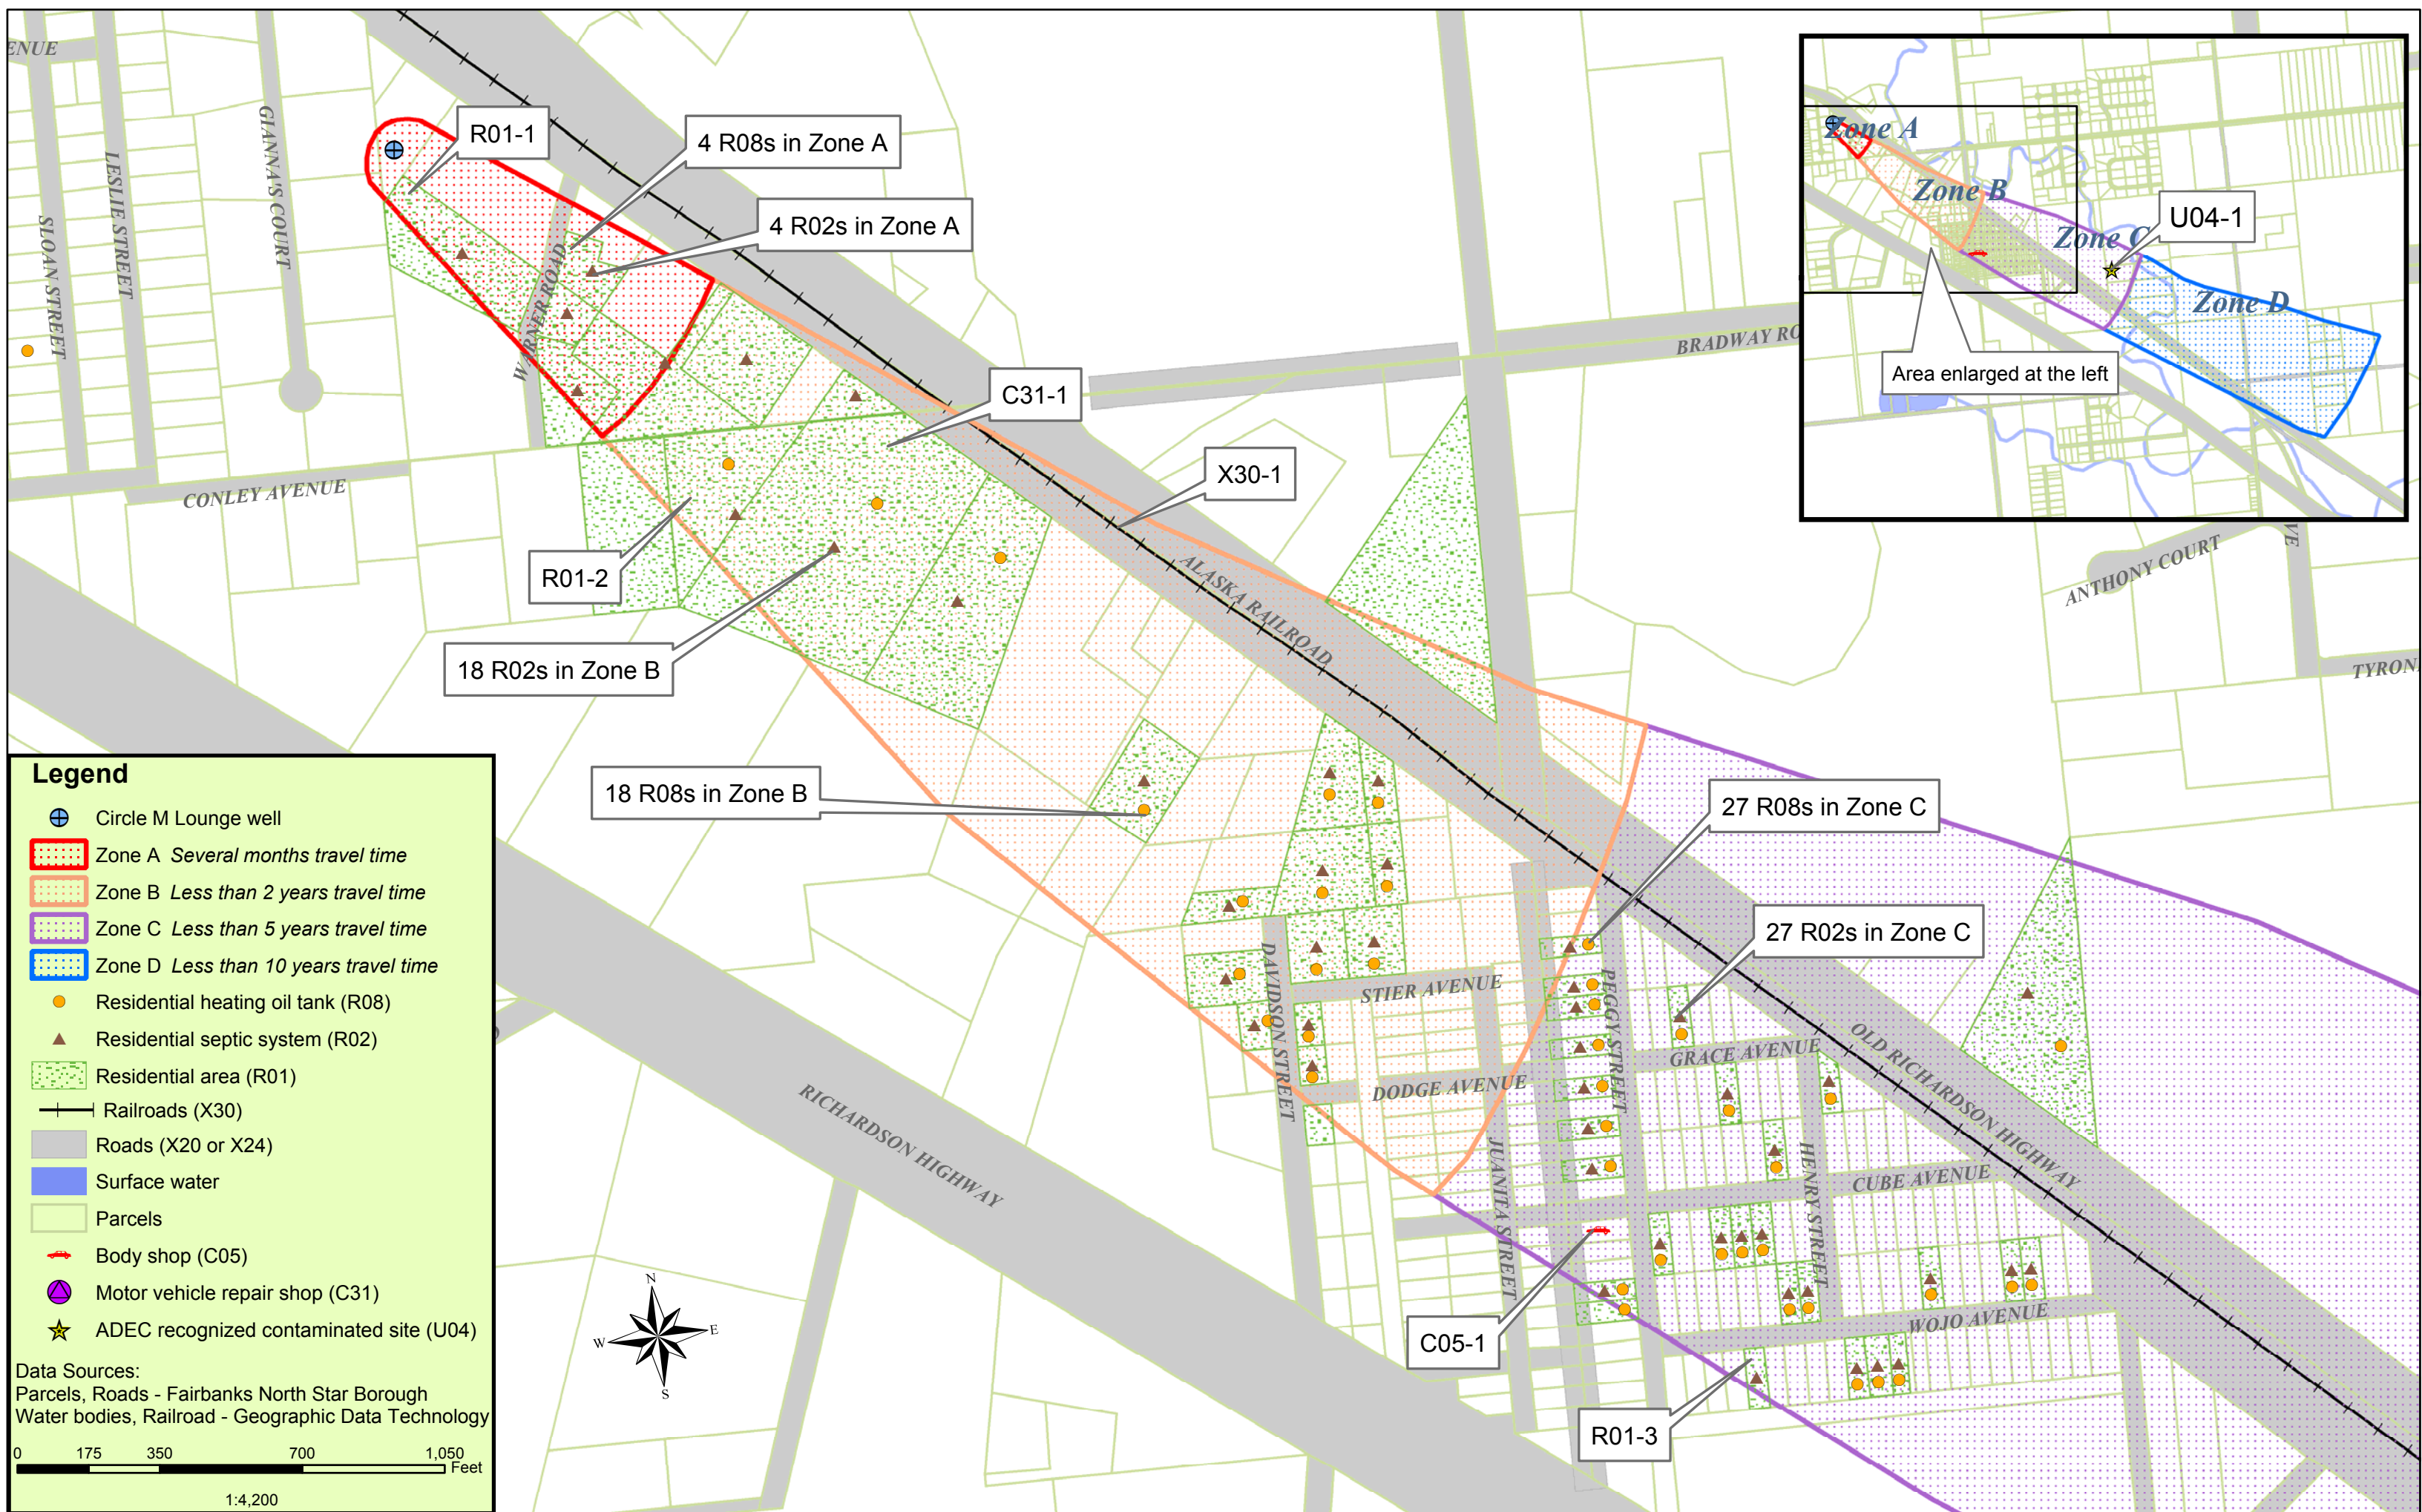 ENUE
SLOAN STREET
LESLIE STREET
GIANNA'S COURT
R01-1
4 R08s in Zone A
4 R02s in Zone A
WARNER ROAD
CONLEY AVENUE
C31-1
X30-1
BRADWAY RO
R01-2
18 R02s in Zone B
ALASKA RAILROAD
18 R08s in Zone B
27 R08s in Zone C
27 R02s in Zone C
Zone A
Zone B
Zone C
Zone D
U04-1
Area enlarged at the left
VE
ANTHONY COURT
TYRON
DAVIDSON STREET
STIER AVENUE
PEGGY STREET
GRACE AVENUE
DODGE AVENUE
OLD RICHARDSON HIGHWAY
RICHARDSON HIGHWAY
JUANITA STREET
HENRY STREET
CUBE AVENUE
WOJO AVENUE
C05-1
R01-3
N
E
S
W
Legend
Circle M Lounge well
Zone A Several months travel time
Zone B Less than 2 years travel time
Zone C Less than 5 years travel time
Zone D Less than 10 years travel time
Residential heating oil tank (R08)
Residential septic system (R02)
Residential area (R01)
Railroads (X30)
Roads (X20 or X24)
Surface water
Parcels
Body shop (C05)
Motor vehicle repair shop (C31)
ADEC recognized contaminated site (U04)
Data Sources:
Parcels, Roads - Fairbanks North Star Borough
Water bodies, Railroad - Geographic Data Technology
0 175 350 700 1,050
Feet
1:4,200